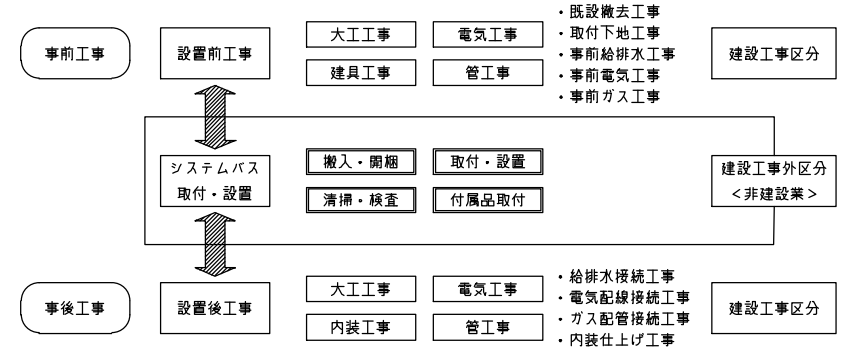 事前工事
設置前工事
大工工事
電気工事
建具工事
管工事
・既設撤去工事
・取付下地工事
・事前給排水工事
・事前電気工事
・事前ガス工事
建設工事区分
システムバス
取付・設置
搬入・開梱
取付・設置
清掃・検査
付属品取付
建設工事外区分
＜非建設業＞
事後工事
設置後工事
大工工事
電気工事
内装工事
管工事
・給排水接続工事
・電気配線接続工事
・ガス配管接続工事
・内装仕上げ工事
建設工事区分